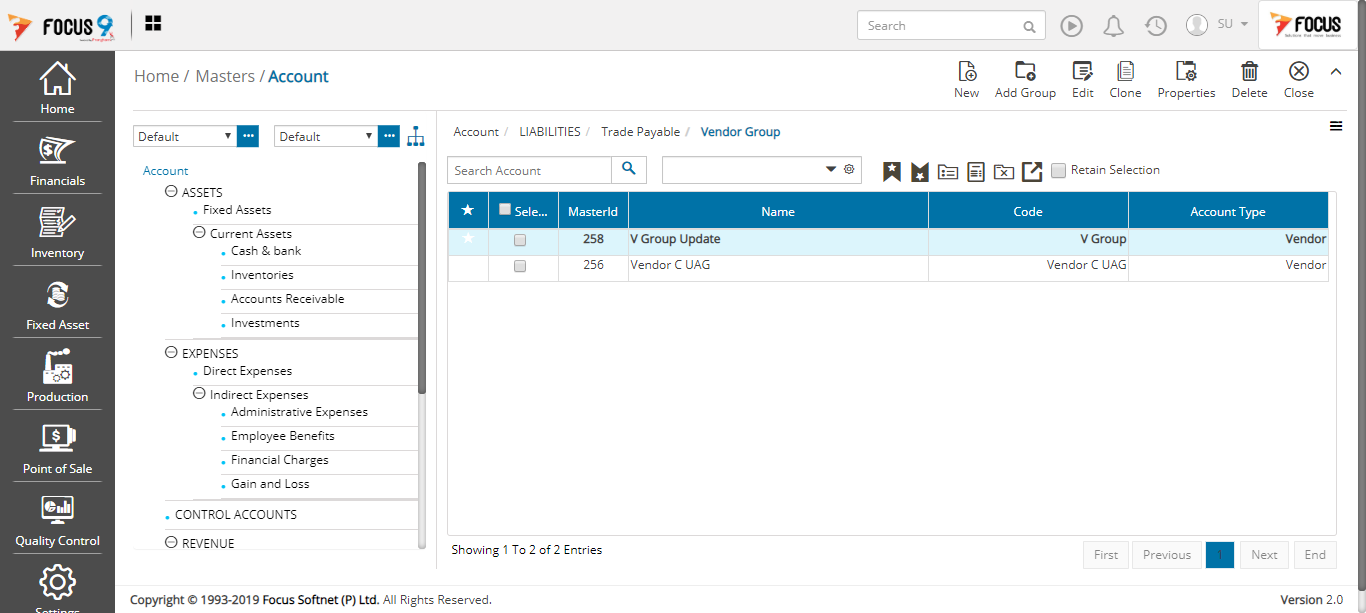 FOCUS 9
Search
SU
FOCUS
Home
Financials
Inventory
Fixed Asset
Production
Point of Sale
Quality Control
Settings
Home / Masters / Account
New
Add Group
Edit
Clone
Properties
Delete
Close
Default
Default
Account
ASSETS
Fixed Assets
Current Assets
Cash & bank
Inventories
Accounts Receivable
Investments
EXPENSES
Direct Expenses
Indirect Expenses
Administrative Expenses
Employee Benefits
Financial Charges
Gain and Loss
CONTROL ACCOUNTS
REVENUE
Account / LIABILITIES / Trade Payable / Vendor Group
Search Account
Retain Selection
Sele... MasterId Name Code Account Type
258 V Group Update V Group Vendor
256 Vendor C UAG Vendor C UAG Vendor
Showing 1 To 2 of 2 Entries
First Previous 1 Next End
Copyright © 1993-2019 Focus Softnet (P) Ltd. All Rights Reserved.
Version 2.0